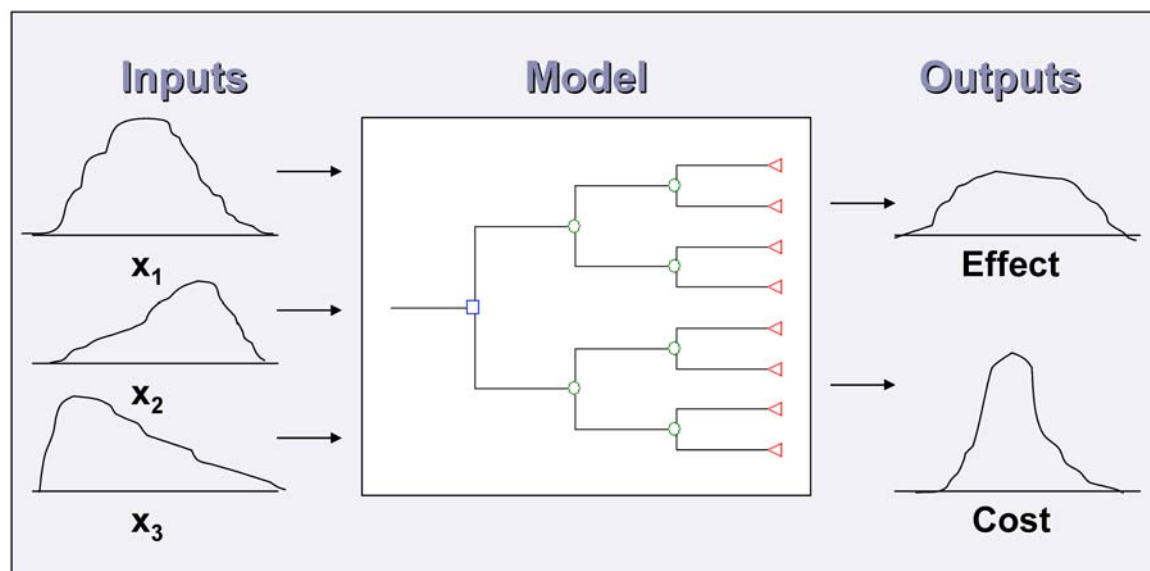 Inputs
Model
Outputs
x₁
x₂
x₃
Effect
Cost